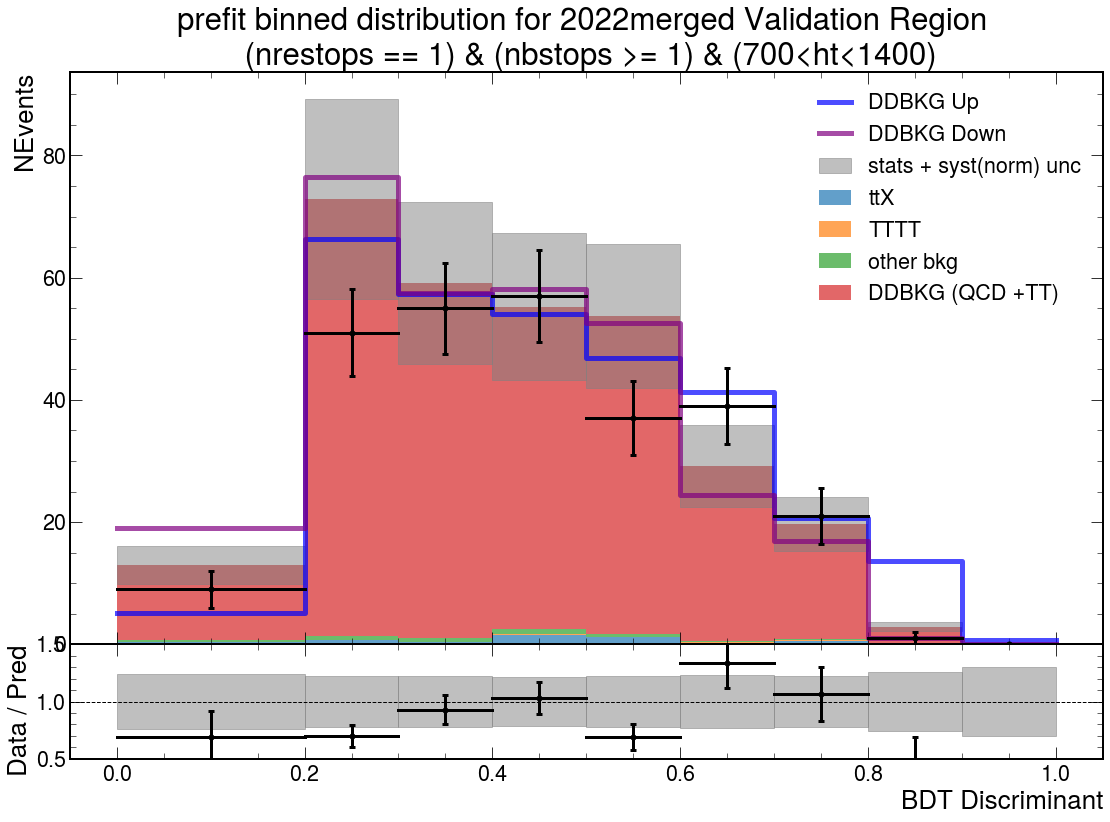 prefit binned distribution for 2022merged Validation Region
(nrestops == 1) & (nbstops >= 1) & (700<ht<1400)
NEvents
80
60
40
20
0
DDBKG Up
DDBKG Down
stats + syst(norm) unc
ttX
TTTT
other bkg
DDBKG (QCD +TT)
Data / Pred
1.5
1.0
0.5
0.0
0.2
0.4
0.6
0.8
1.0
BDT Discriminant